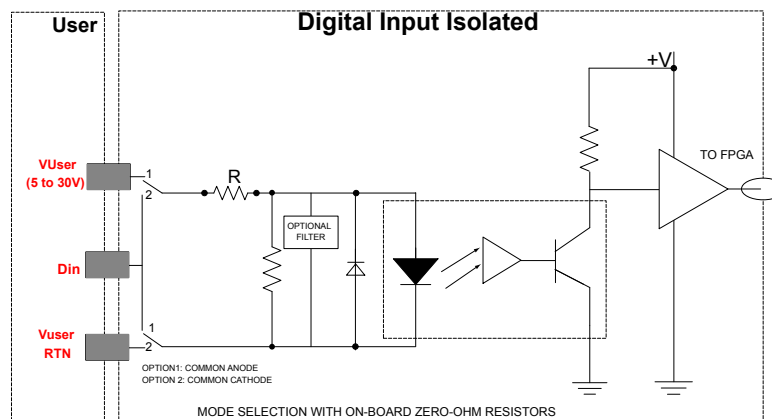 User
Digital Input Isolated
+V
TO FPGA
VUser
(5 to 30V)
1
2
R
OPTIONAL
FILTER
Din
Vuser
RTN
1
2
OPTION1: COMMON ANODE
OPTION 2: COMMON CATHODE
MODE SELECTION WITH ON-BOARD ZERO-OHM RESISTORS